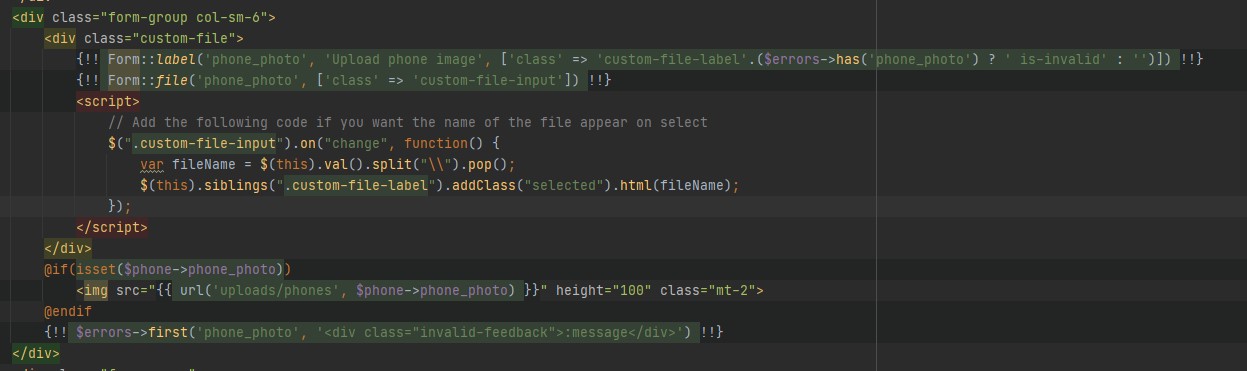 <div class="form-group col-sm-6">
<div class="custom-file">
{!! Form::label('phone_photo', 'Upload phone image', ['class' => 'custom-file-label'.($errors->has('phone_photo') ? ' is-invalid' : '')]) !!}
{!! Form::file('phone_photo', ['class' => 'custom-file-input']) !!}
<script>
// Add the following code if you want the name of the file appear on select
$(".custom-file-input").on("change", function() {
var fileName = $(this).val().split("\\").pop();
$(this).siblings(".custom-file-label").addClass("selected").html(fileName);
});
</script>
</div>
@if(isset($phone->phone_photo))
<img src="{{ url('uploads/phones', $phone->phone_photo) }}" height="100" class="mt-2">
@endif
{!! $errors->first('phone_photo', '<div class="invalid-feedback">:message</div>') !!}
</div>